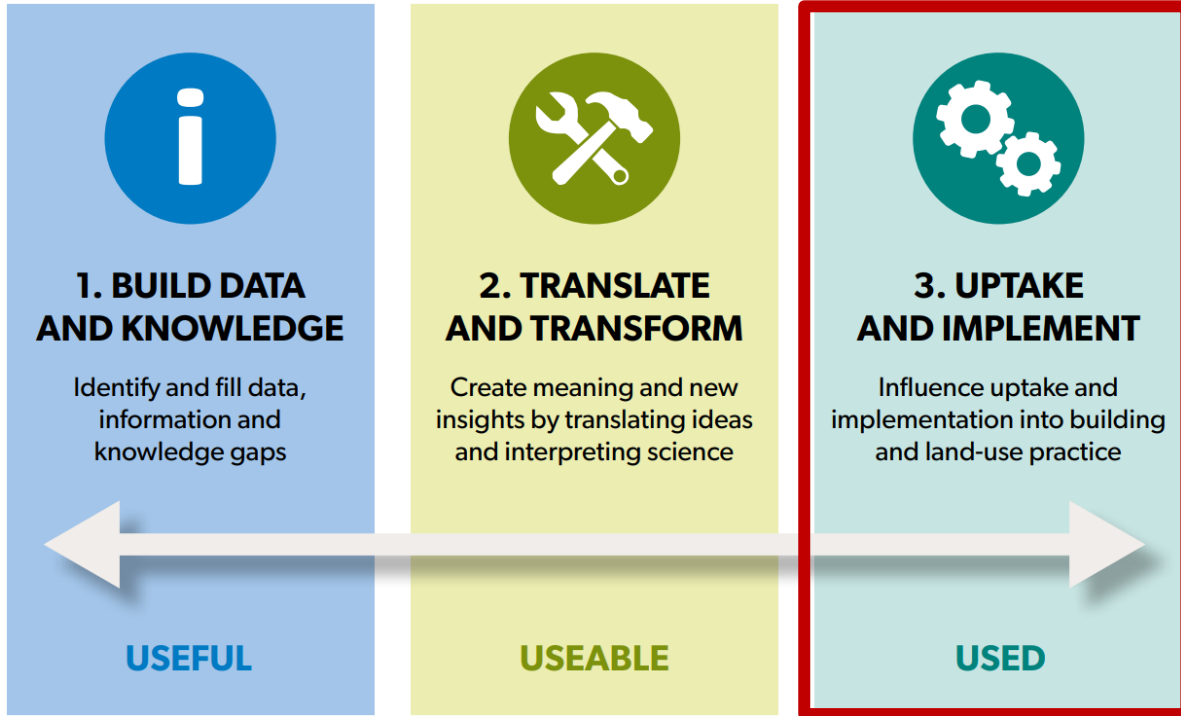 1. BUILD DATA
AND KNOWLEDGE
Identify and fill data,
information and
knowledge gaps
USEFUL
2. TRANSLATE
AND TRANSFORM
Create meaning and new
insights by translating ideas
and interpreting science
USEABLE
3. UPTAKE
AND IMPLEMENT
Influence uptake and
implementation into building
and land-use practice
USED